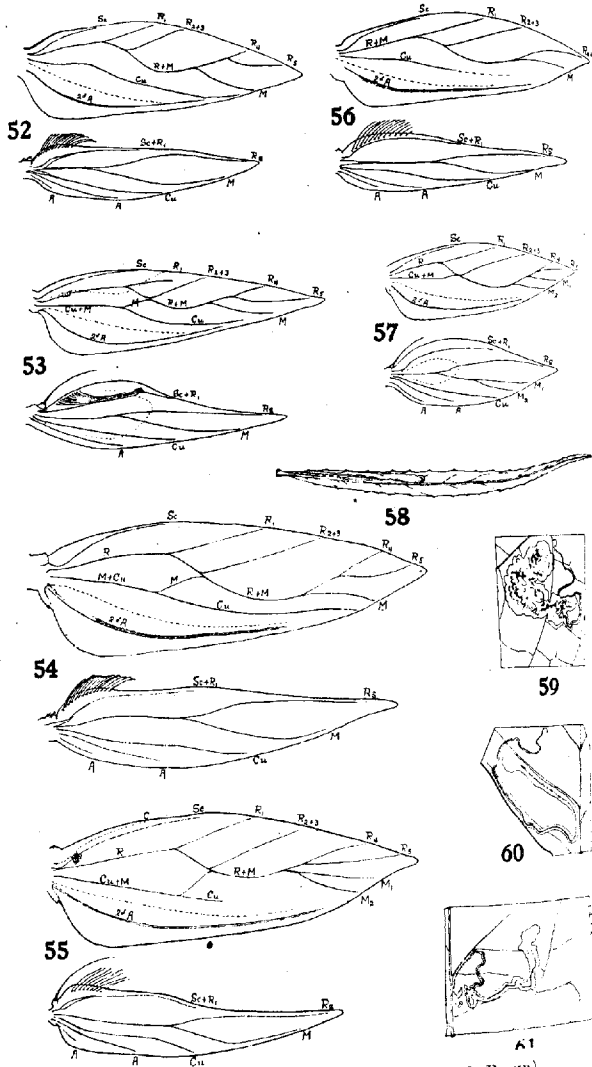 Sc R1 R2+3 R4 R5
R+M Cu M
2d A
52
Sc+R1 Rs
A A Cu M
Sc R1 R2+3
R+M Cu M
2d A
56
Sc+R1 Rs
A A Cu M
Sc R1 R2+3 R4 R5
Cu+M M R+M Cu M
2d A
53
Sc+R1 Rs
A Cu M
Sc R1 R2+3 R4
R Cu+M M1 M2
2d A
57
Sc+R1 Rs
A A Cu M2 M1
58
Sc R1 R2+3 R4 R5
R M+Cu M R+M Cu M
2d A
54
Sc+R1 Rs
A A Cu M
59
C Sc R1 R2+3 R4 R5
R Cu+M R+M Cu M1 M2
2d A
55
Sc+R1 Rs
A A Cu M
60
61